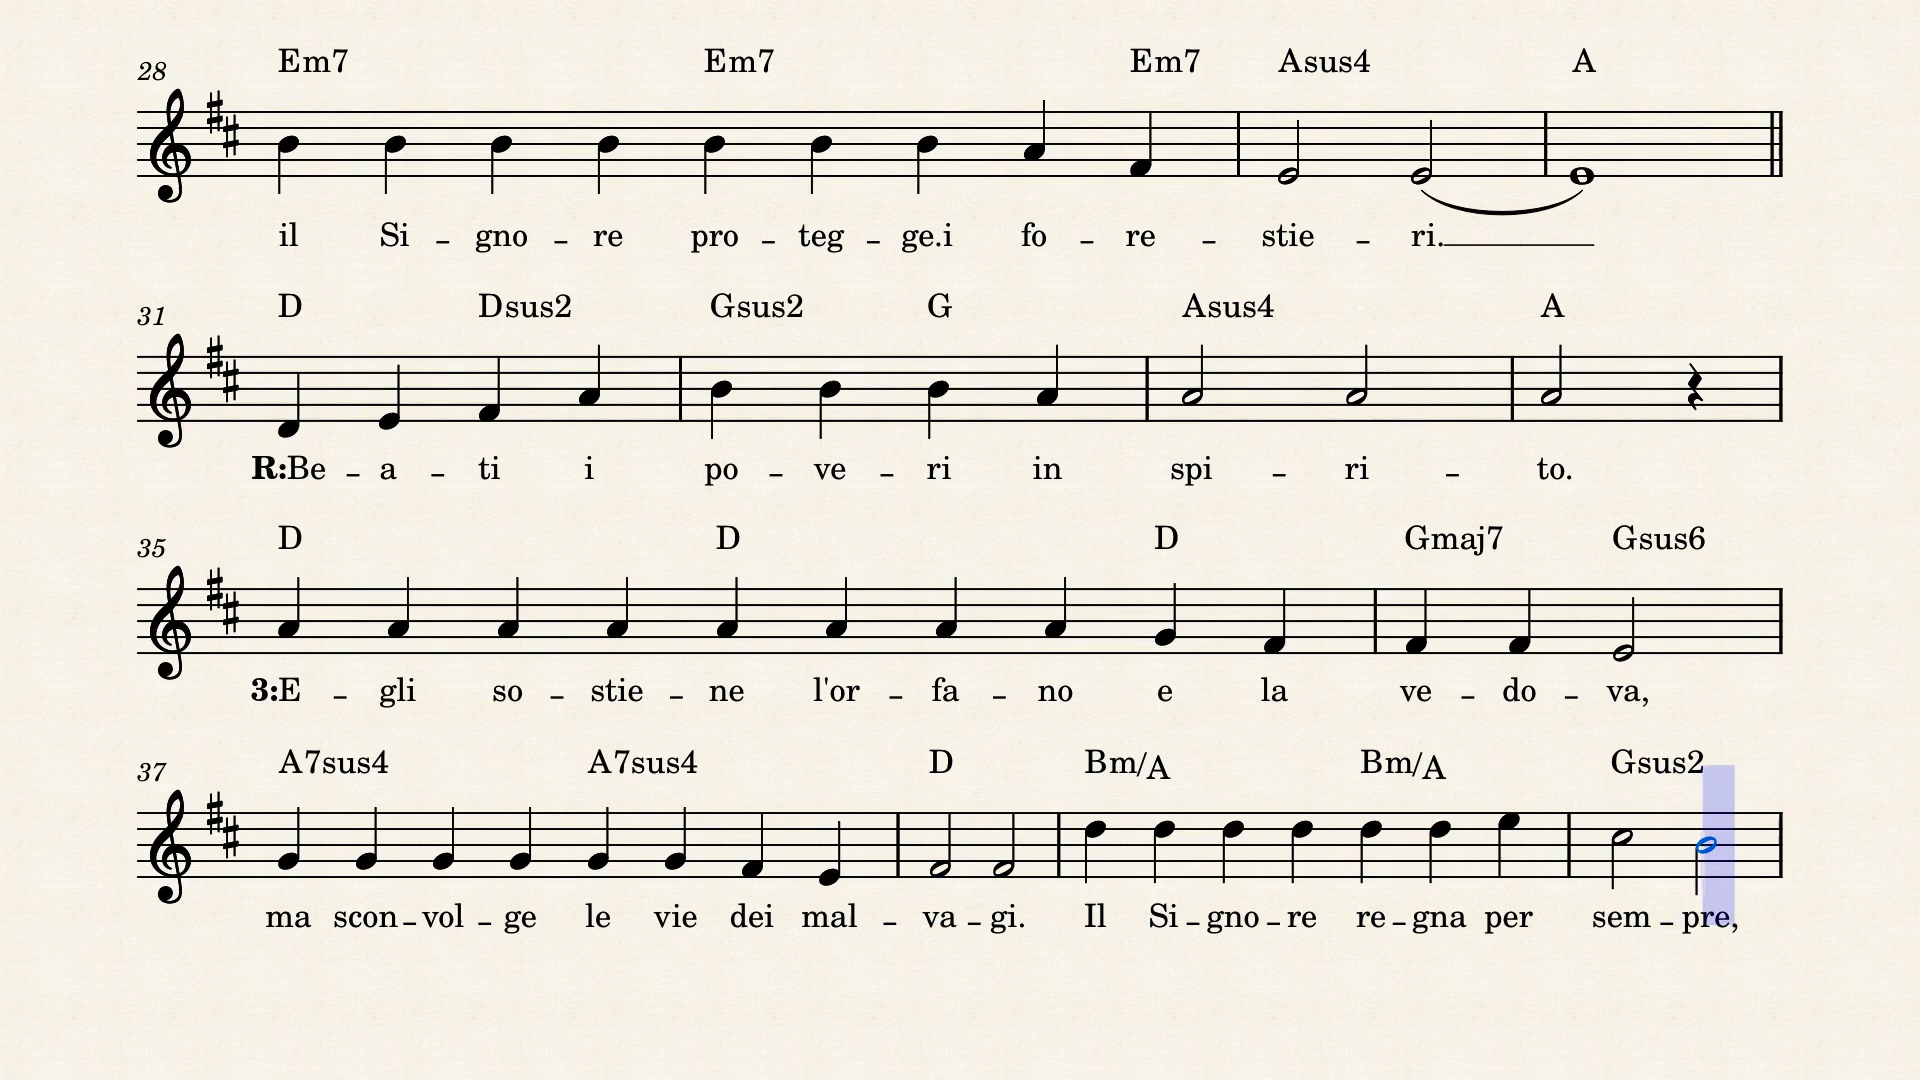 28 Em7 Em7 Em7 Asus4 A
il Si - gno - re pro - teg - ge.i fo - re - stie - ri.
31 D Dsus2 Gsus2 G Asus4 A
R:Be - a - ti i po - ve - ri in spi - ri - to.
35 D D D Gmaj7 Gsus6
3:E - gli so - stie - ne l'or - fa - no e la ve - do - va,
37 A7sus4 A7sus4 D Bm/A Bm/A Gsus2
ma scon - vol - ge le vie dei mal - va - gi. Il Si - gno - re re - gna per sem - pre,